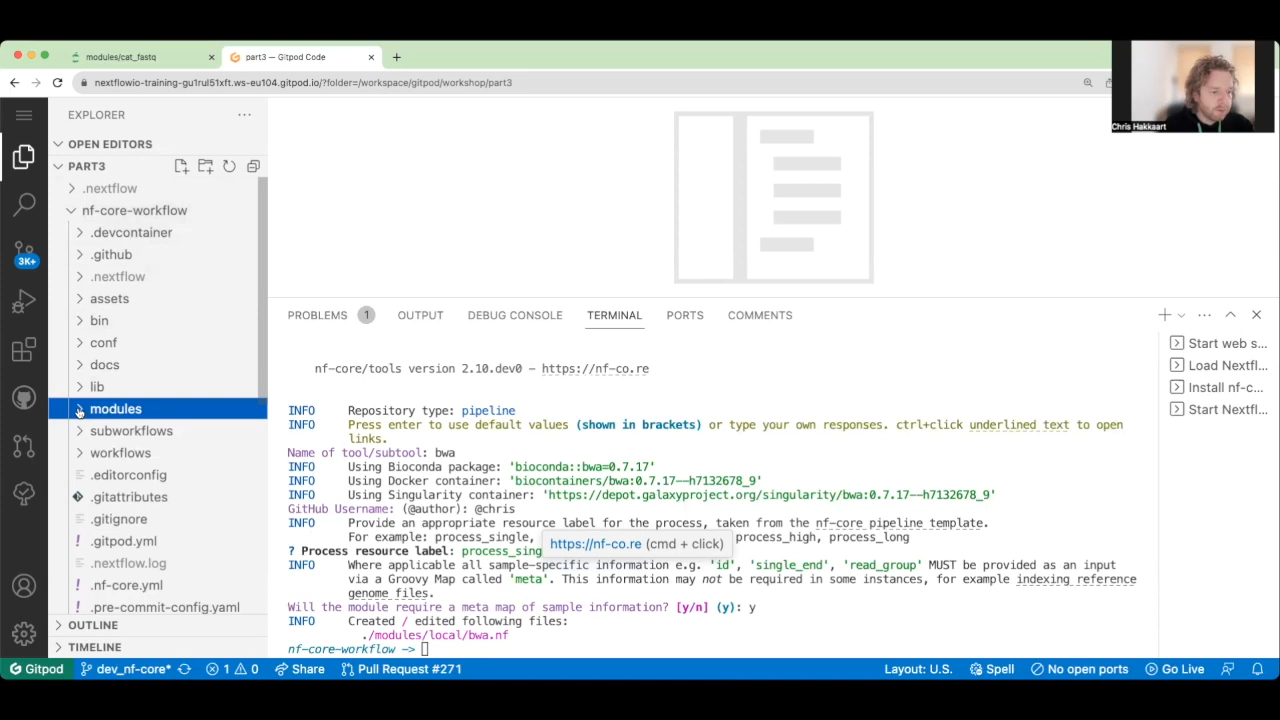 modules/cat_fastq
part3 — Gitpod Code
nextflowio-training-gu1rul51xft.ws-eu104.gitpod.io/?folder=/workspace/gitpod/workshop/part3
Chris Hakkaart
EXPLORER
OPEN EDITORS
PART3
.nextflow
nf-core-workflow
.devcontainer
.github
.nextflow
assets
bin
conf
docs
lib
modules
subworkflows
workflows
.editorconfig
.gitattributes
.gitignore
.gitpod.yml
.nextflow.log
.nf-core.yml
.pre-commit-config.yaml
OUTLINE
TIMELINE
3K+
PROBLEMS 1 OUTPUT DEBUG CONSOLE TERMINAL PORTS COMMENTS
nf-core/tools version 2.10.dev0 – https://nf-co.re
INFO Repository type: pipeline
INFO Press enter to use default values (shown in brackets) or type your own responses. ctrl+click underlined text to open
links.
Name of tool/subtool: bwa
INFO Using Bioconda package: 'bioconda::bwa=0.7.17'
INFO Using Docker container: 'biocontainers/bwa:0.7.17--h7132678_9'
INFO Using Singularity container: 'https://depot.galaxyproject.org/singularity/bwa:0.7.17--h7132678_9'
GitHub Username: (@author): @chris
INFO Provide an appropriate resource label for the process, taken from the nf-core pipeline template.
For example: process_single, process_high, process_long
https://nf-co.re (cmd + click)
? Process resource label: process_sing
INFO Where applicable all sample-specific information e.g. 'id', 'single_end', 'read_group' MUST be provided as an input
via a Groovy Map called 'meta'. This information may not be required in some instances, for example indexing reference
genome files.
Will the module require a meta map of sample information? [y/n] (y): y
INFO Created / edited following files:
./modules/local/bwa.nf
nf-core-workflow ->
Start web s...
Load Nextfl...
Install nf-c...
Start Nextfl...
Gitpod dev_nf-core* 1 0 Share Pull Request #271 Layout: U.S. Spell No open ports Go Live